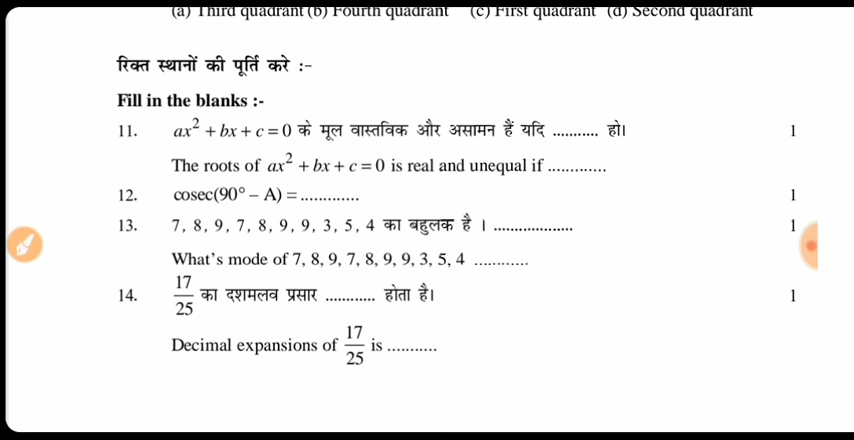 (a) Third quadrant (b) Fourth quadrant (c) First quadrant (d) Second quadrant
रिक्त स्थानों की पूर्ति करे :-
Fill in the blanks :-
11. ax² + bx + c = 0 के मूल वास्तविक और असामन हैं यदि ........... हो। 1
The roots of ax² + bx + c = 0 is real and unequal if .............
12. cosec(90° – A) = ............. 1
13. 7, 8, 9, 7, 8, 9, 9, 3, 5, 4 का बहुलक है । ................... 1
What's mode of 7, 8, 9, 7, 8, 9, 9, 3, 5, 4 ............
14. 17/25 का दशमलव प्रसार ............ होता है। 1
Decimal expansions of 17/25 is ...........